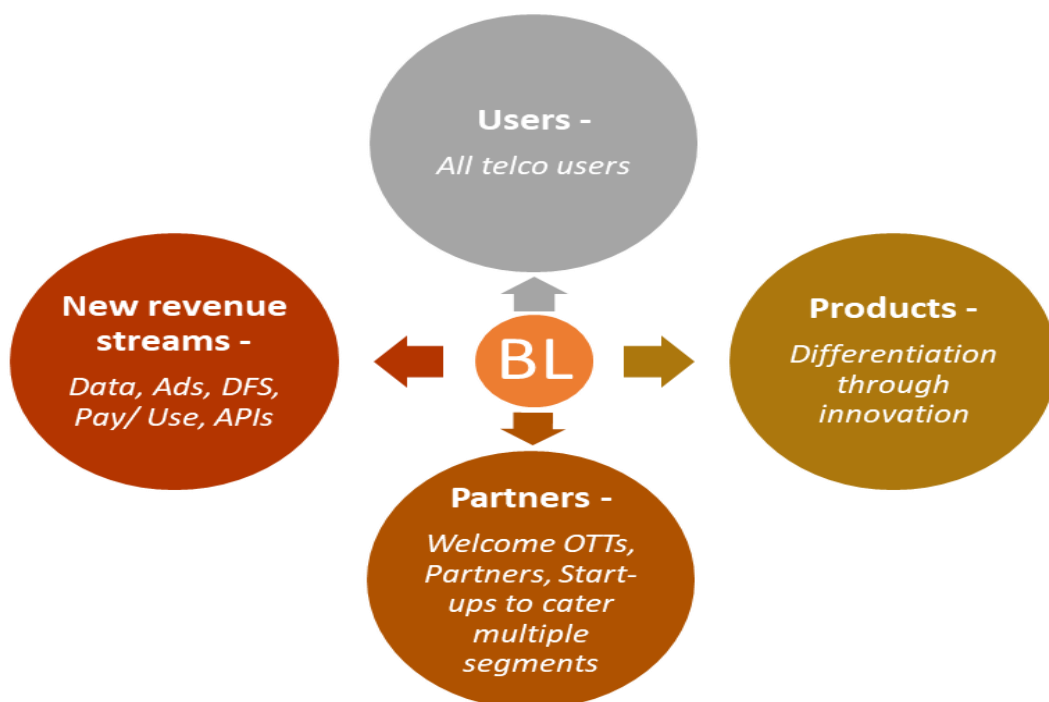 Users -
All telco users
New revenue
streams -
Data, Ads, DFS,
Pay/ Use, APIs
BL
Products -
Differentiation
through
innovation
Partners -
Welcome OTTs,
Partners, Start-
ups to cater
multiple
segments